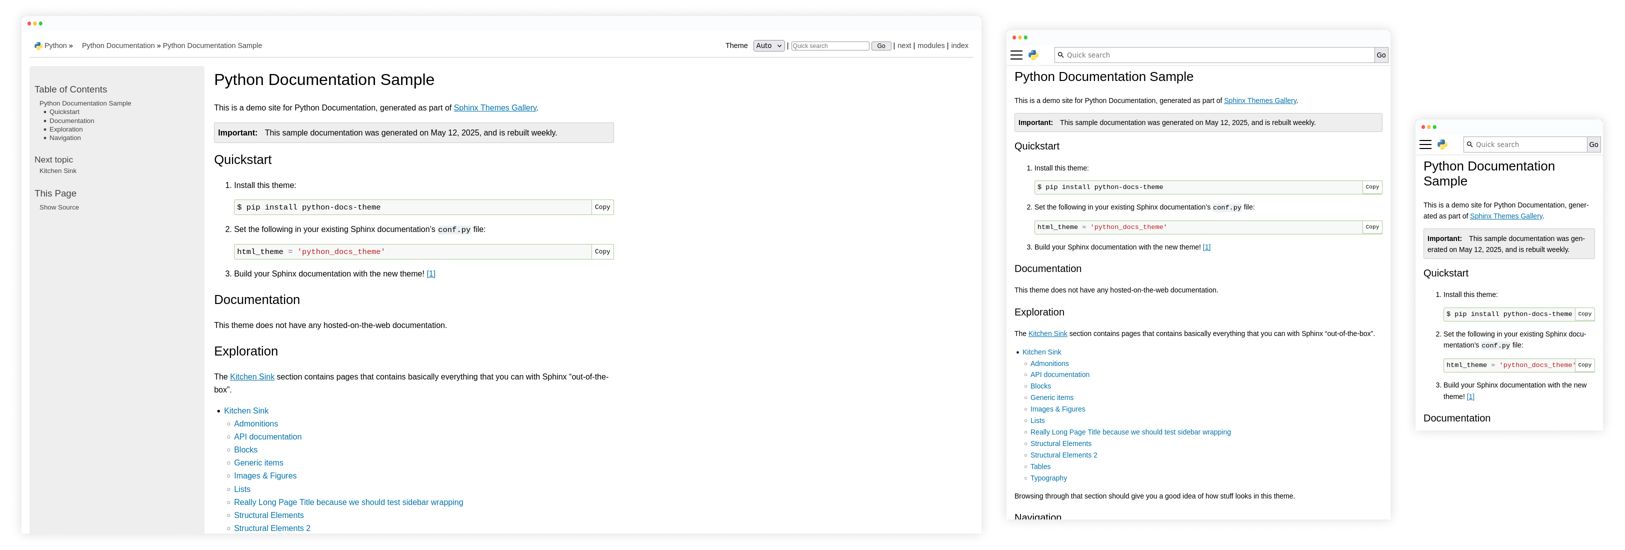 Python » Python Documentation » Python Documentation Sample
Theme Auto | Quick search Go | next | modules | index
Table of Contents
Python Documentation Sample
Quickstart
Documentation
Exploration
Navigation
Next topic
Kitchen Sink
This Page
Show Source
Python Documentation Sample
This is a demo site for Python Documentation, generated as part of Sphinx Themes Gallery.
Important: This sample documentation was generated on May 12, 2025, and is rebuilt weekly.
Quickstart
1. Install this theme:
$ pip install python-docs-theme
Copy
2. Set the following in your existing Sphinx documentation's conf.py file:
html_theme = 'python_docs_theme'
Copy
3. Build your Sphinx documentation with the new theme! [1]
Documentation
This theme does not have any hosted-on-the-web documentation.
Exploration
The Kitchen Sink section contains pages that contains basically everything that you can with Sphinx “out-of-the-
box”.
Kitchen Sink
Admonitions
API documentation
Blocks
Generic items
Images & Figures
Lists
Really Long Page Title because we should test sidebar wrapping
Structural Elements
Structural Elements 2
Quick search Go
Python Documentation Sample
This is a demo site for Python Documentation, generated as part of Sphinx Themes Gallery.
Important: This sample documentation was generated on May 12, 2025, and is rebuilt weekly.
Quickstart
1. Install this theme:
$ pip install python-docs-theme
Copy
2. Set the following in your existing Sphinx documentation's conf.py file:
html_theme = 'python_docs_theme'
Copy
3. Build your Sphinx documentation with the new theme! [1]
Documentation
This theme does not have any hosted-on-the-web documentation.
Exploration
The Kitchen Sink section contains pages that contains basically everything that you can with Sphinx “out-of-the-box”.
Kitchen Sink
Admonitions
API documentation
Blocks
Generic items
Images & Figures
Lists
Really Long Page Title because we should test sidebar wrapping
Structural Elements
Structural Elements 2
Tables
Typography
Browsing through that section should give you a good idea of how stuff looks in this theme.
Navigation
Quick search Go
Python Documentation
Sample
This is a demo site for Python Documentation, gener-
ated as part of Sphinx Themes Gallery.
Important: This sample documentation was gen-
erated on May 12, 2025, and is rebuilt weekly.
Quickstart
1. Install this theme:
$ pip install python-docs-theme
Copy
2. Set the following in your existing Sphinx docu-
mentation's conf.py file:
html_theme = 'python_docs_theme'
Copy
3. Build your Sphinx documentation with the new
theme! [1]
Documentation